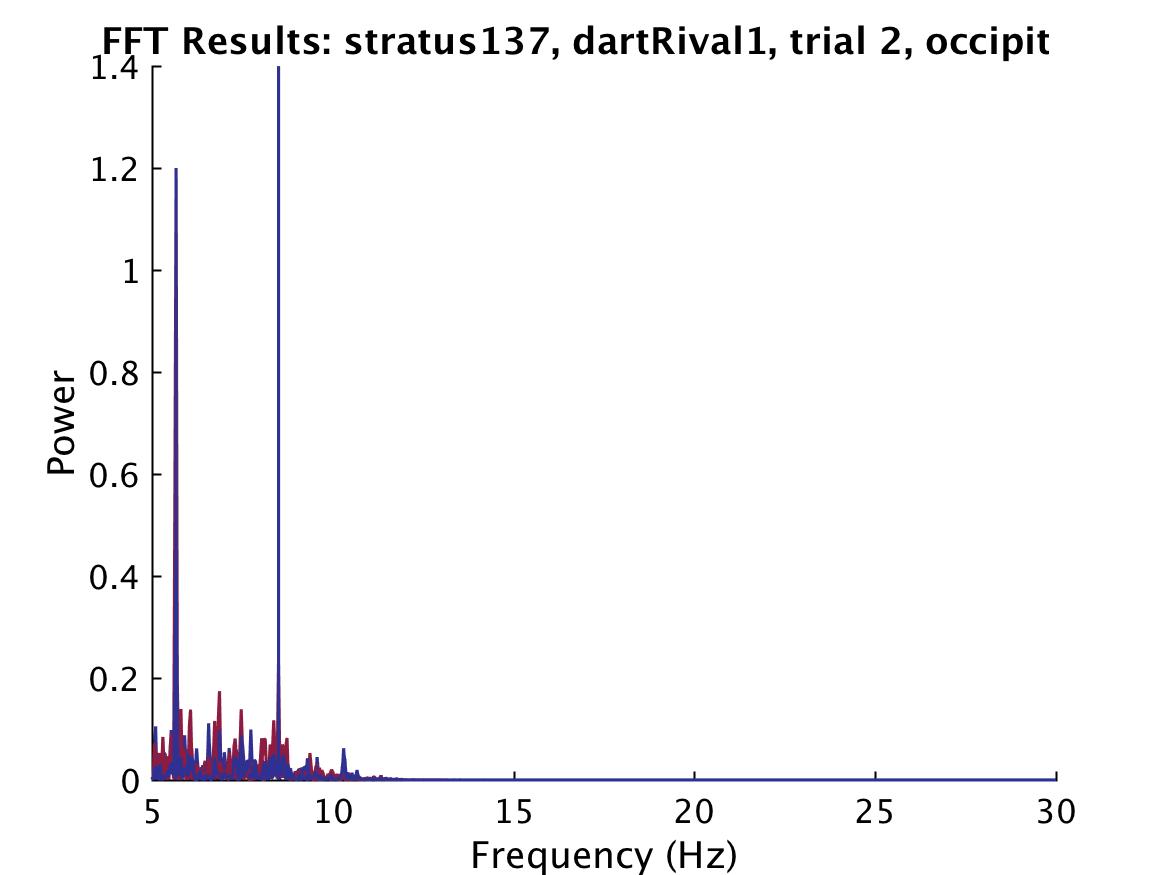 FFT Results: stratus137, dartRival1, trial 2, occipit
1.4
1.2
1
0.8
0.6
0.4
0.2
0
Power
5 10 15 20 25 30
Frequency (Hz)